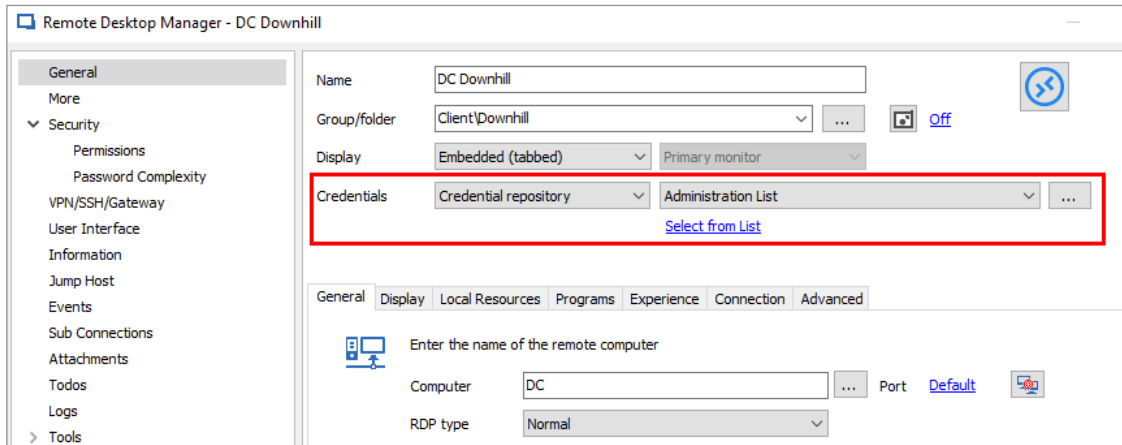 Remote Desktop Manager - DC Downhill
General
More
Security
Permissions
Password Complexity
VPN/SSH/Gateway
User Interface
Information
Jump Host
Events
Sub Connections
Attachments
Todos
Logs
Tools
Name DC Downhill
Group/folder Client\Downhill ... Off
Display Embedded (tabbed) Primary monitor
Credentials Credential repository Administration List ...
Select from List
General Display Local Resources Programs Experience Connection Advanced
Enter the name of the remote computer
Computer DC ... Port Default
RDP type Normal